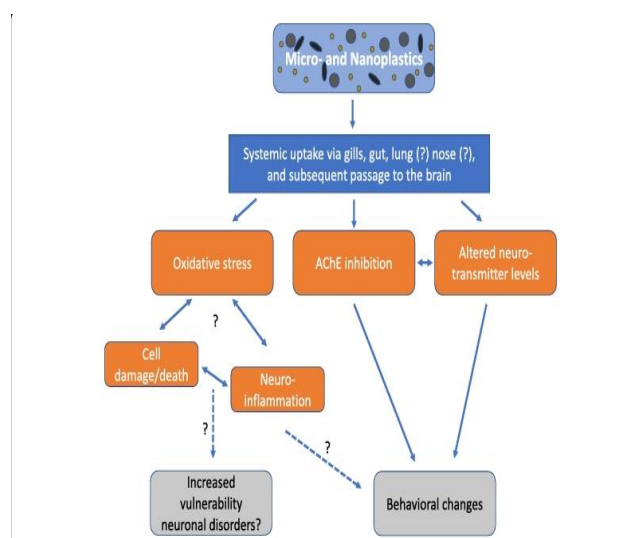 Micro- and Nanoplastics
Systemic uptake via gills, gut, lung (?) nose (?),
and subsequent passage to the brain
Oxidative stress
AChE inhibition
Altered neuro-
transmitter levels
?
Cell
damage/death
Neuro-
inflammation
?
?
Increased
vulnerability
neuronal disorders?
Behavioral changes